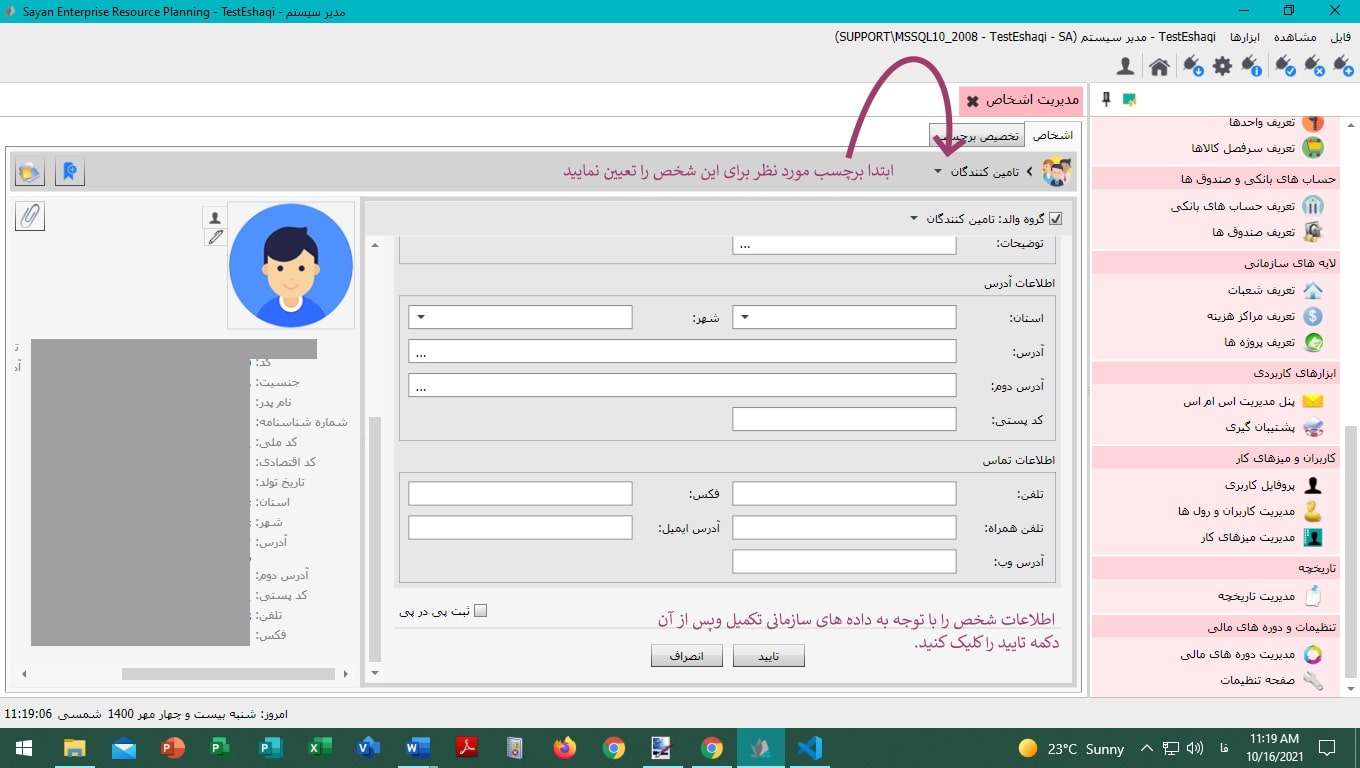 Sayan Enterprise Resource Planning - TestEshaqi - مدیر سیستم
فایل مشاهده ابزارها TestEshaqi - مدیر سیستم (SUPPORT\MSSQL10_2008 - TestEshaqi - SA)
مدیریت اشخاص
اشخاص
تخصیص برچسب
تامین کنندگان
ابتدا برچسب مورد نظر برای این شخص را تعیین نمایید
گروه والد: تامین کنندگان
توضیحات: ...
اطلاعات آدرس
استان:
شهر:
آدرس: ...
آدرس دوم: ...
کد پستی:
اطلاعات تماس
تلفن:
فکس:
تلفن همراه:
آدرس ایمیل:
آدرس وب:
ثبت پی در پی
اطلاعات شخص را با توجه به داده های سازمانی تکمیل وپس از آن
دکمه تایید را کلیک کنید.
تایید
انصراف
کد:
جنسیت:
نام پدر:
شماره شناسنامه:
کد ملی:
کد اقتصادی:
تاریخ تولد:
استان:
شهر:
آدرس:
آدرس دوم:
کد پستی:
تلفن:
فکس:
تعریف واحدها
تعریف سرفصل کالاها
حساب های بانکی و صندوق ها
تعریف حساب های بانکی
تعریف صندوق ها
لایه های سازمانی
تعریف شعبات
تعریف مراکز هزینه
تعریف پروژه ها
ابزارهای کاربردی
پنل مدیریت اس ام اس
پشتیبان گیری
کاربران و میزهای کار
پروفایل کاربری
مدیریت کاربران و رول ها
مدیریت میزهای کار
تاریخچه
مدیریت تاریخچه
تنظیمات و دوره های مالی
مدیریت دوره های مالی
صفحه تنظیمات
امروز: شنبه بیست و چهار مهر 1400 شمسی 11:19:06
23°C Sunny
فا
11:19 AM
10/16/2021